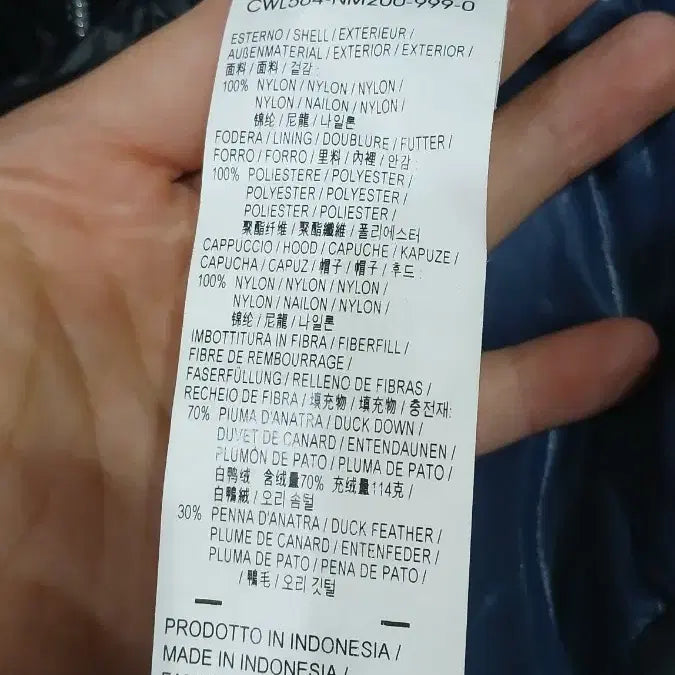 CWL504-NM200-999-0
ESTERNO / SHELL / EXTERIEUR /
AUßENMATERIAL / EXTERIOR / EXTERIOR /
面料 / 面料 / 겉감 :
100% NYLON / NYLON / NYLON /
NYLON / NAILON / NYLON /
锦纶 / 尼龍 / 나일론
FODERA / LINING / DOUBLURE / FUTTER /
FORRO / FORRO / 里料 / 內裡 / 안감 :
100% POLIESTERE / POLYESTER /
POLYESTER / POLYESTER /
POLIESTER / POLIESTER /
聚酯纤维 / 聚酯纖維 / 폴리에스터
CAPPUCCIO / HOOD / CAPUCHE / KAPUZE /
CAPUCHA / CAPUZ / 帽子 / 帽子 / 후드 :
100% NYLON / NYLON / NYLON /
NYLON / NAILON / NYLON /
锦纶 / 尼龍 / 나일론
IMBOTTITURA IN FIBRA / FIBERFILL /
FIBRE DE REMBOURRAGE /
FASERFÜLLUNG / RELLENO DE FIBRAS /
RECHEIO DE FIBRA / 填充物 / 填充物 / 충전재:
70% PIUMA D'ANATRA / DUCK DOWN /
DUVET DE CANARD / ENTENDAUNEN /
PLUMÓN DE PATO / PLUMA DE PATO /
白鸭绒 含绒量70% 充绒量114克 /
白鴨絨 / 오리 솜털
30% PENNA D'ANATRA / DUCK FEATHER /
PLUME DE CANARD / ENTENFEDER /
PLUMA DE PATO / PENA DE PATO /
/ 鴨毛 / 오리 깃털
PRODOTTO IN INDONESIA /
MADE IN INDONESIA /